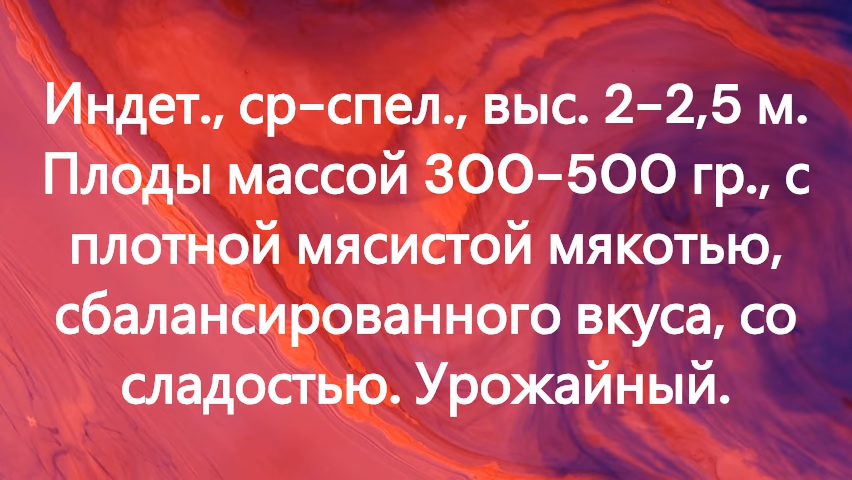 Индет., ср-спел., выс. 2-2,5 м.
Плоды массой 300-500 гр., с
плотной мясистой мякотью,
сбалансированного вкуса, со
сладостью. Урожайный.